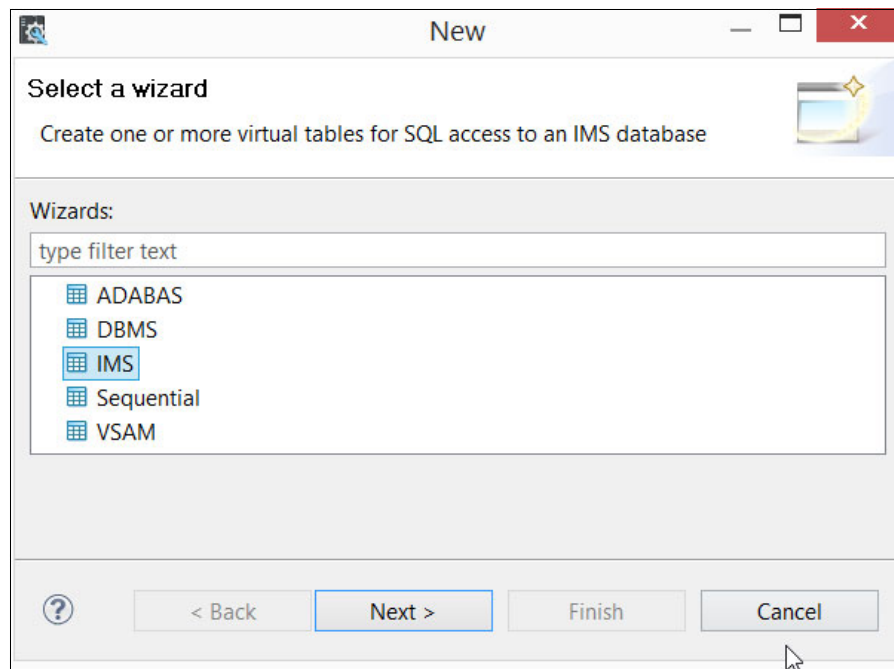 New
Select a wizard
Create one or more virtual tables for SQL access to an IMS database
Wizards:
type filter text
ADABAS
DBMS
IMS
Sequential
VSAM
? < Back Next > Finish Cancel